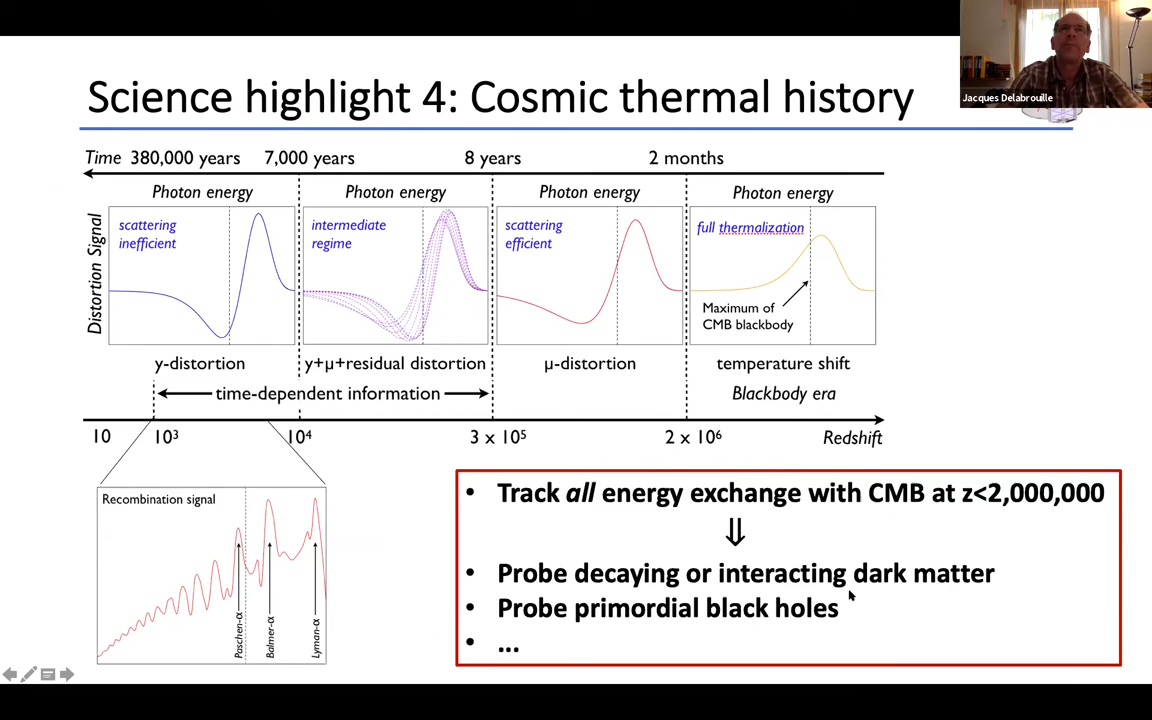 Jacques Delabrouille
Science highlight 4: Cosmic thermal history
Time 380,000 years 7,000 years 8 years 2 months
Photon energy Photon energy Photon energy Photon energy
Distortion Signal
scattering
inefficient
intermediate
regime
scattering
efficient
full thermalization
Maximum of
CMB blackbody
y-distortion y+μ+residual distortion μ-distortion temperature shift
time-dependent information Blackbody era
10 10³ 10⁴ 3 x 10⁵ 2 x 10⁶ Redshift
Recombination signal
Paschen-α
Balmer-α
Lyman-α
• Track all energy exchange with CMB at z<2,000,000
⇓
• Probe decaying or interacting dark matter
• Probe primordial black holes
• ...